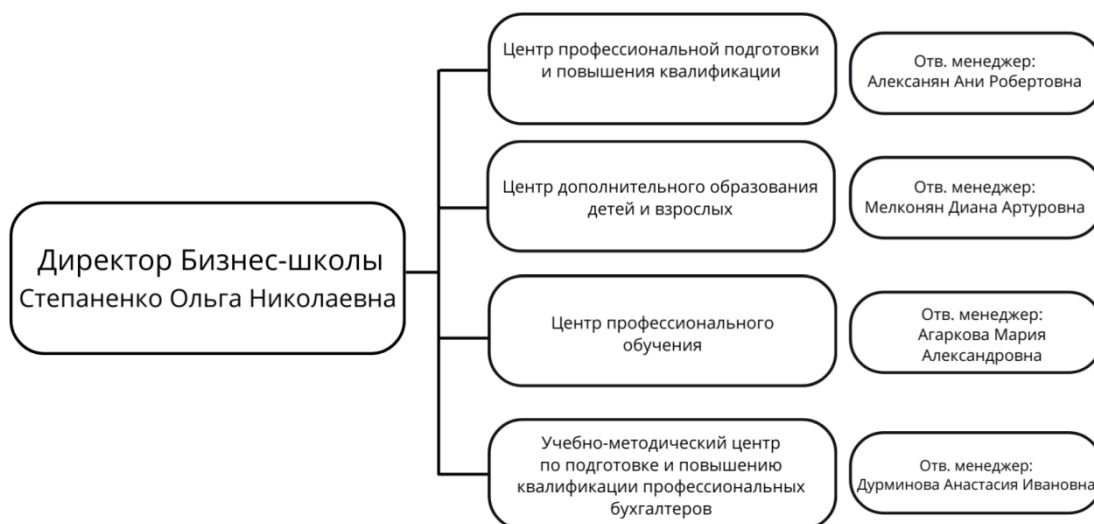 Центр профессиональной подготовки
и повышения квалификации
Отв. менеджер:
Алексанян Ани Робертовна
Центр дополнительного образования
детей и взрослых
Отв. менеджер:
Мелконян Диана Артуровна
Директор Бизнес-школы
Степаненко Ольга Николаевна
Центр профессионального
обучения
Отв. менеджер:
Агаркова Мария
Александровна
Учебно-методический центр
по подготовке и повышению
квалификации профессиональных
бухгалтеров
Отв. менеджер:
Дурминова Анастасия Ивановна